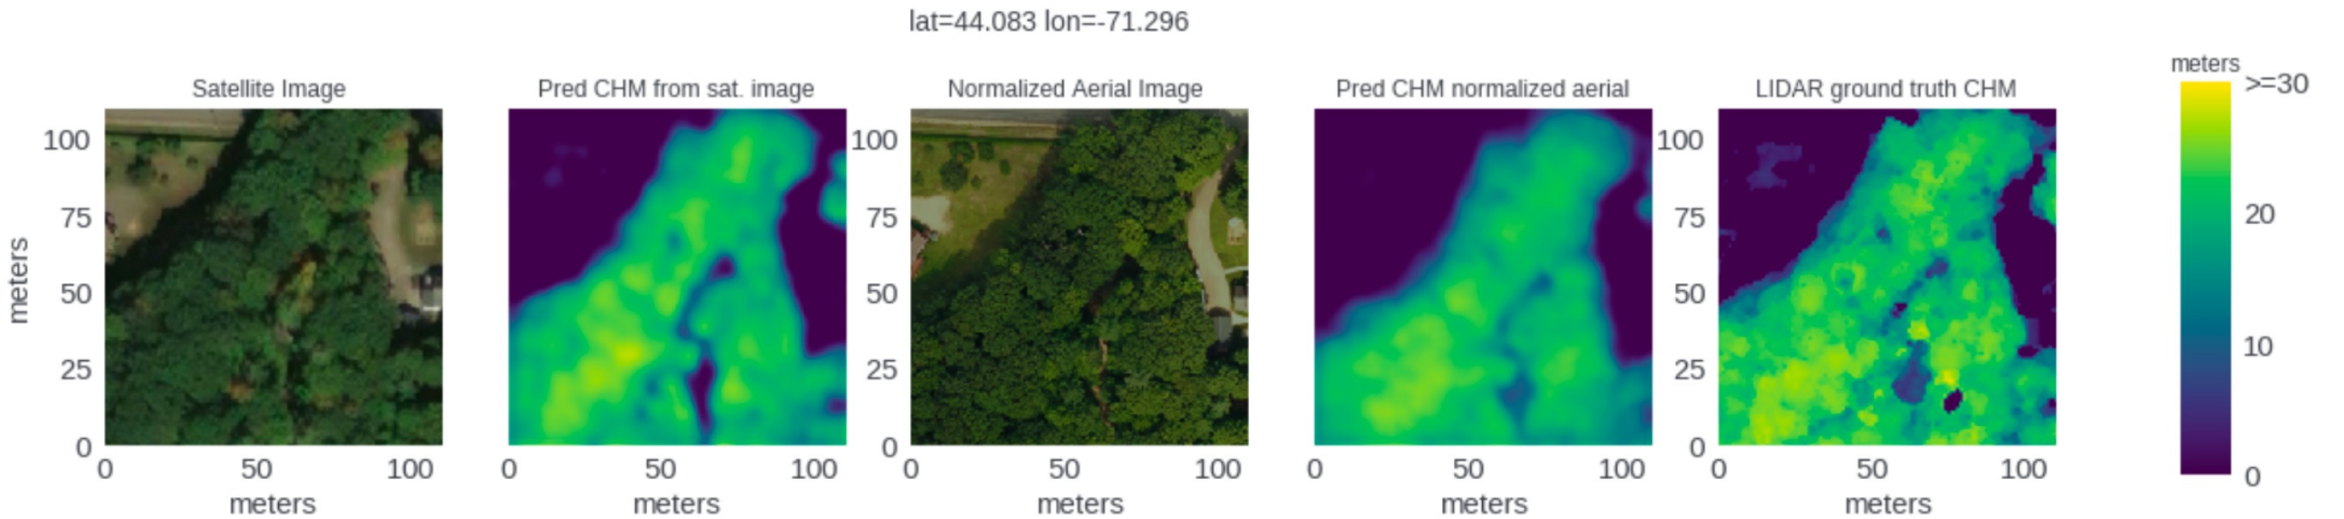 lat=44.083 lon=-71.296
meters
Satellite Image
Pred CHM from sat. image
Normalized Aerial Image
Pred CHM normalized aerial
LIDAR ground truth CHM
>=30
100
100
100
75
75
75
20
meters
50
50
50
10
25
25
25
0
0
0
0
0 50 100
0 50 100
0 50 100
0 50 100
0 50 100
meters
meters
meters
meters
meters